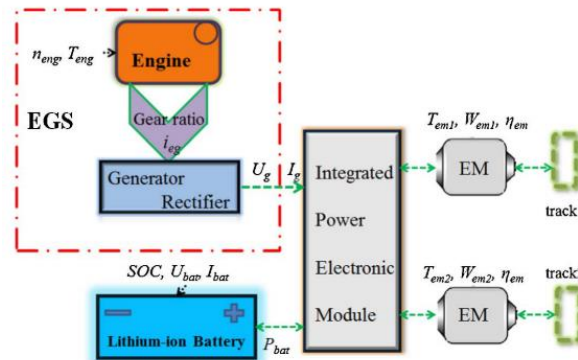 n_eng, T_eng
Engine
EGS
Gear ratio
i_eg
Generator
Rectifier
U_g
I_g
Integrated
Power
Electronic
Module
T_em1, W_em1, η_em
EM
track
SOC, U_bat, I_bat
Lithium-ion Battery
P_bat
T_em2, W_em2, η_em
EM
track